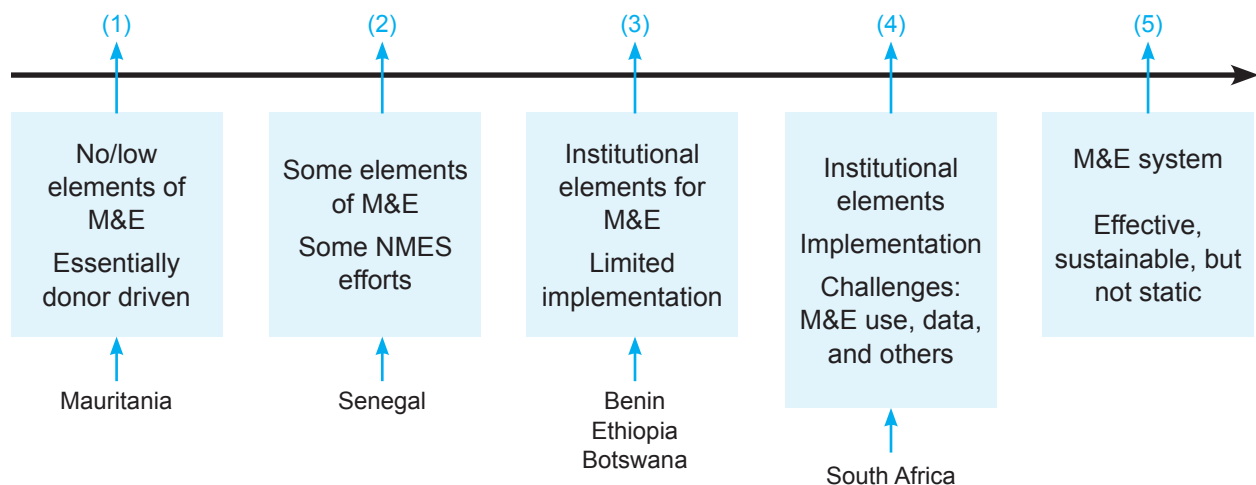 (1)
(2)
(3)
(4)
(5)
No/low
elements of
M&E
Essentially
donor driven
Some elements
of M&E
Some NMES
efforts
Institutional
elements for
M&E
Limited
implementation
Institutional
elements
Implementation
Challenges:
M&E use, data,
and others
M&E system
Effective,
sustainable, but
not static
Mauritania
Senegal
Benin
Ethiopia
Botswana
South Africa